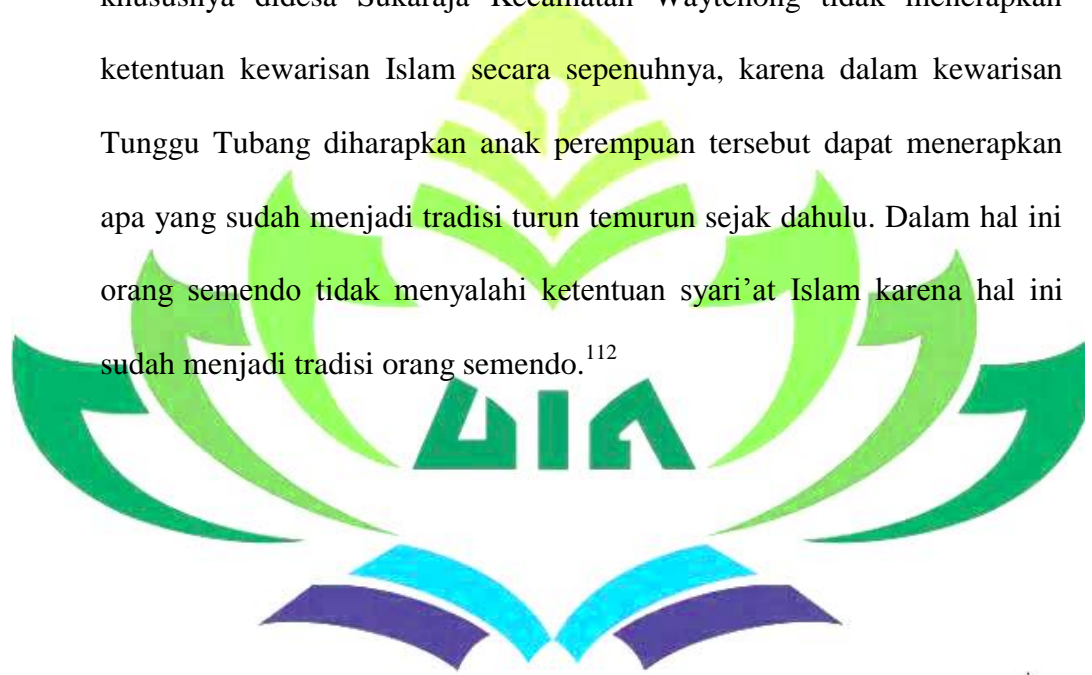 khususnya didesa Sukaraja Kecamatan Waytenong tidak menerapkan
ketentuan kewarisan Islam secara sepenuhnya, karena dalam kewarisan
Tunggu Tubang diharapkan anak perempuan tersebut dapat menerapkan
apa yang sudah menjadi tradisi turun temurun sejak dahulu. Dalam hal ini
orang semendo tidak menyalahi ketentuan syari’at Islam karena hal ini
sudah menjadi tradisi orang semendo.112
UIN